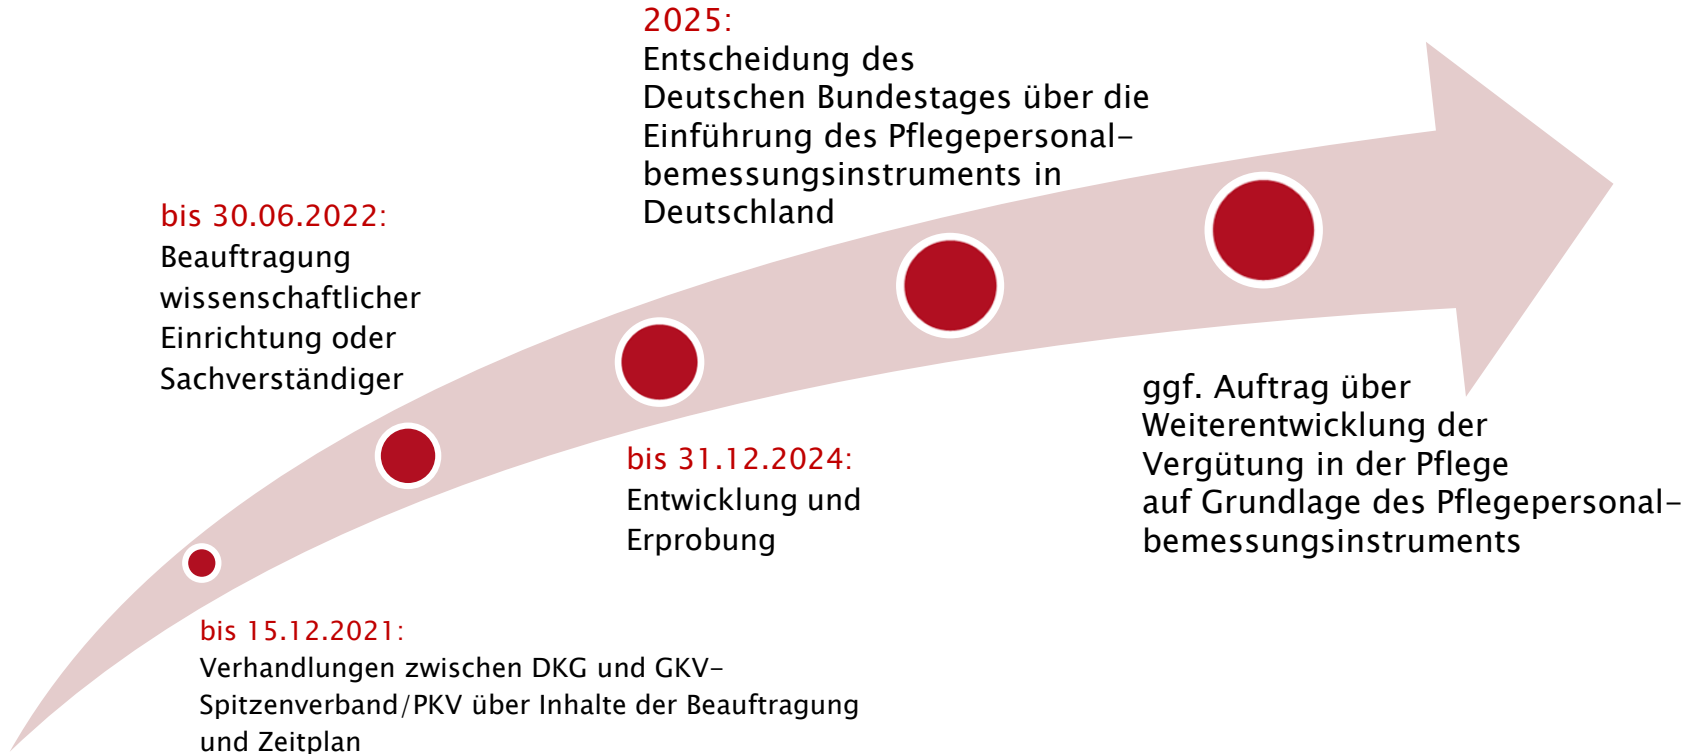 2025:
Entscheidung des
Deutschen Bundestages über die
Einführung des Pflegepersonal-
bemessungsinstruments in
Deutschland
bis 30.06.2022:
Beauftragung
wissenschaftlicher
Einrichtung oder
Sachverständiger
ggf. Auftrag über
Weiterentwicklung der
Vergütung in der Pflege
auf Grundlage des Pflegepersonal-
bemessungsinstruments
bis 31.12.2024:
Entwicklung und
Erprobung
bis 15.12.2021:
Verhandlungen zwischen DKG und GKV-
Spitzenverband/PKV über Inhalte der Beauftragung
und Zeitplan